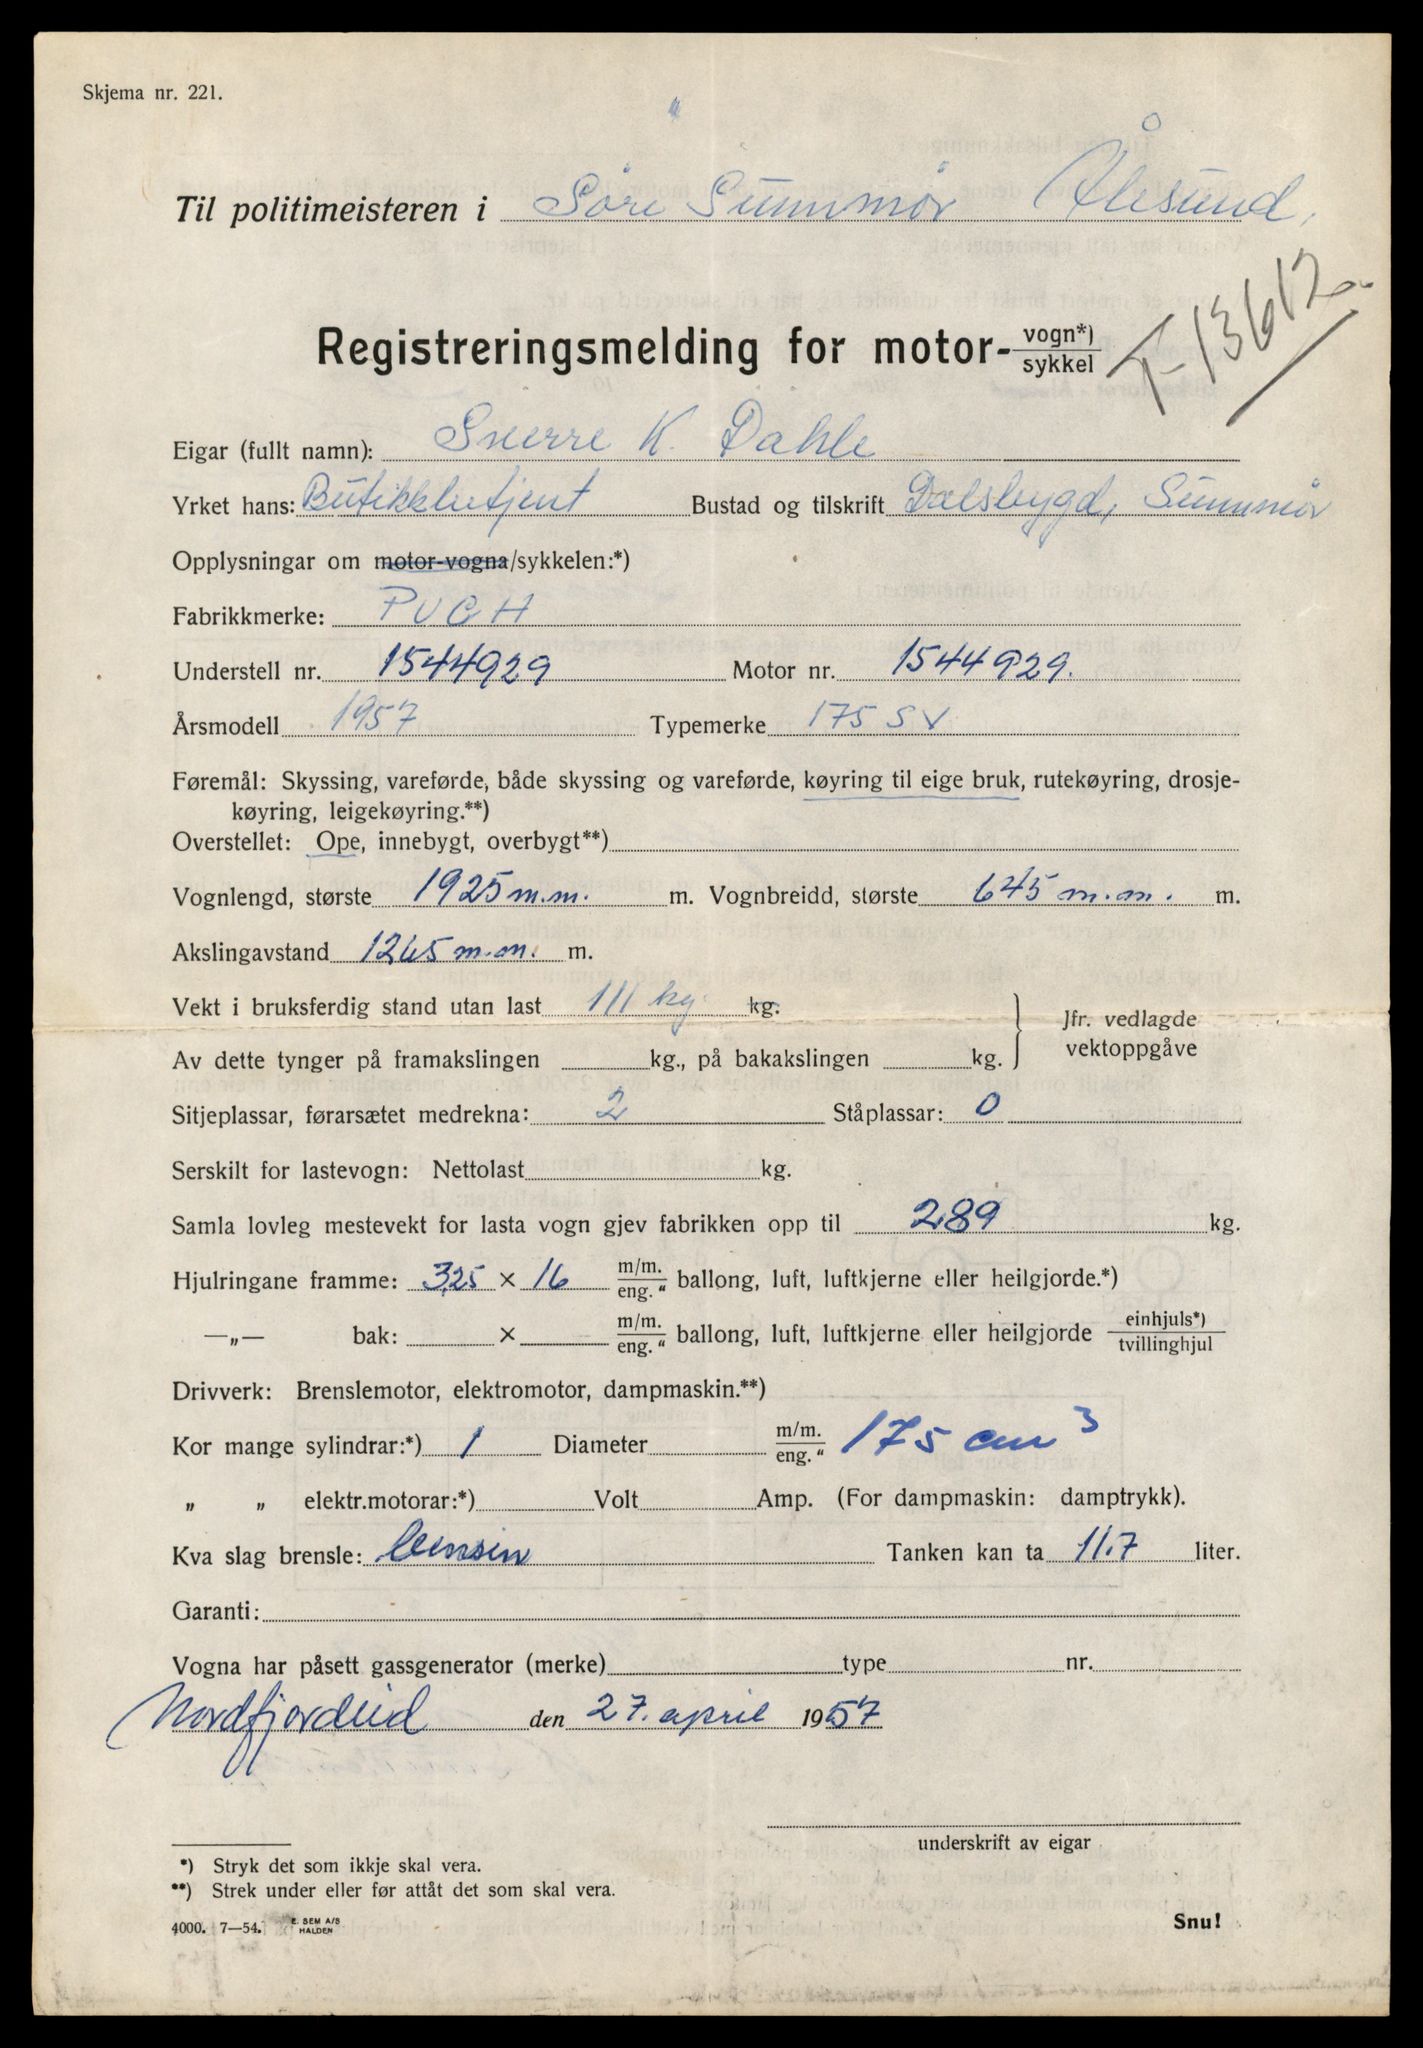 Skjema nr. 221.
Til politimeisteren i Søre Sunnmør Ålesund,
T-13612
Registreringsmelding for motor- vogn*) / sykkel
Eigar (fullt namn): Sverre K. Dahle
Yrket hans: Butikkbetjent Bustad og tilskrift Dalsbygd, Sunnmør
Opplysningar om motor-vogna/sykkelen:*)
Fabrikkmerke: PUCH
Understell nr. 1544929 Motor nr. 1544929.
Årsmodell 1957 Typemerke 175 SV
Føremål: Skyssing, vareførde, både skyssing og vareførde, køyring til eige bruk, rutekøyring, drosje-
køyring, leigekøyring.**)
Overstellet: Ope, innebygt, overbygt**)
Vognlengd, største 1925 m.m. m. Vognbreidd, største 645 m.m. m.
Akslingavstand 1265 m.m. m.
Vekt i bruksferdig stand utan last 111 kg. kg.
Jfr. vedlagde
vektoppgåve
Av dette tynger på framakslingen kg., på bakakslingen kg.
Sitjeplassar, førarsætet medrekna: 2 Ståplassar: 0
Serskilt for lastevogn: Nettolast kg.
Samla lovleg mestevekt for lasta vogn gjev fabrikken opp til 289 kg.
Hjulringane framme: 3,25 × 16 m/m. / eng. " ballong, luft, luftkjerne eller heilgjorde.*)
—„— bak: × m/m. / eng. " ballong, luft, luftkjerne eller heilgjorde einhjuls*) / tvillinghjul
Drivverk: Brenslemotor, elektromotor, dampmaskin.**)
Kor mange sylindrar:*) 1 Diameter m/m. / eng. " 175 cm³
„ „ elektr.motorar:*) Volt Amp. (For dampmaskin: damptrykk).
Kva slag brensle: bensin Tanken kan ta 11.7 liter.
Garanti:
Vogna har påsett gassgenerator (merke) type nr.
Nordfjordeid den 27. april 1957
underskrift av eigar
*) Stryk det som ikkje skal vera.
**) Strek under eller før attåt det som skal vera.
4000. 7—54. E. SEM A/S HALDEN
Snu!